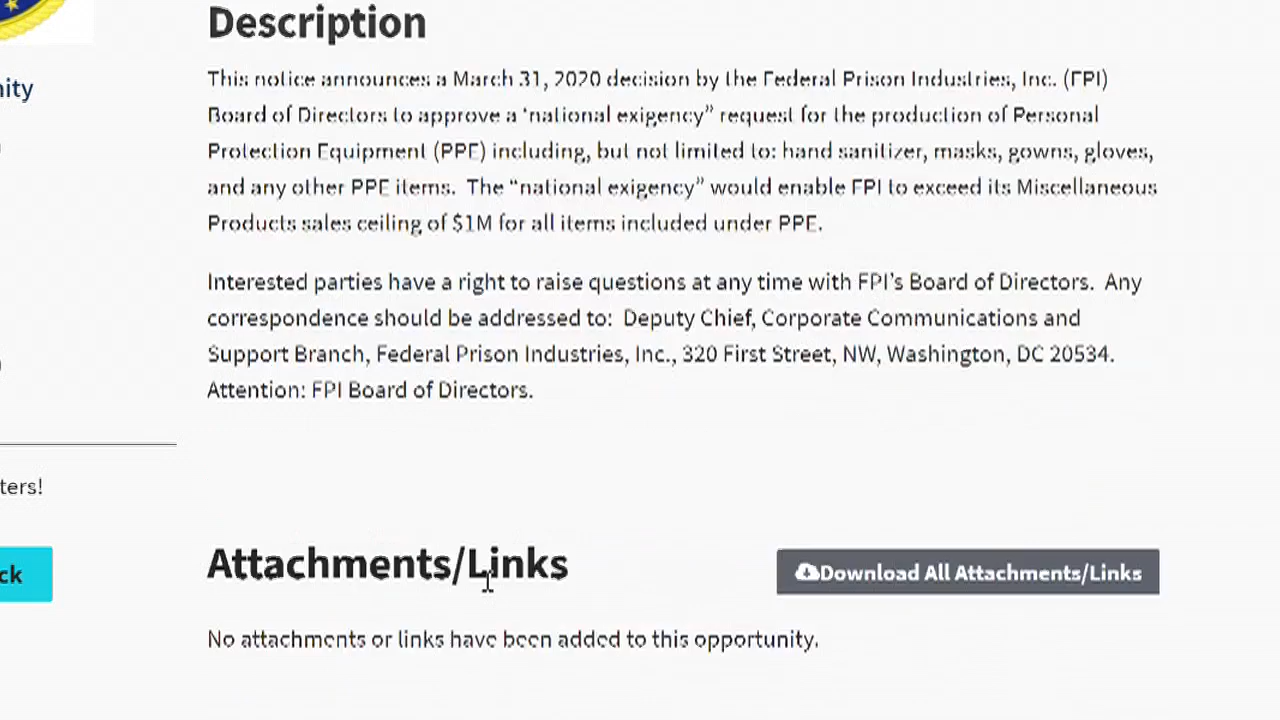 Description
nity
This notice announces a March 31, 2020 decision by the Federal Prison Industries, Inc. (FPI)
Board of Directors to approve a ‘national exigency” request for the production of Personal
Protection Equipment (PPE) including, but not limited to: hand sanitizer, masks, gowns, gloves,
and any other PPE items.  The “national exigency” would enable FPI to exceed its Miscellaneous
Products sales ceiling of $1M for all items included under PPE.
Interested parties have a right to raise questions at any time with FPI’s Board of Directors.  Any
correspondence should be addressed to:  Deputy Chief, Corporate Communications and
Support Branch, Federal Prison Industries, Inc., 320 First Street, NW, Washington, DC 20534.
Attention: FPI Board of Directors.
ters!
ck
Attachments/Links
Download All Attachments/Links
No attachments or links have been added to this opportunity.